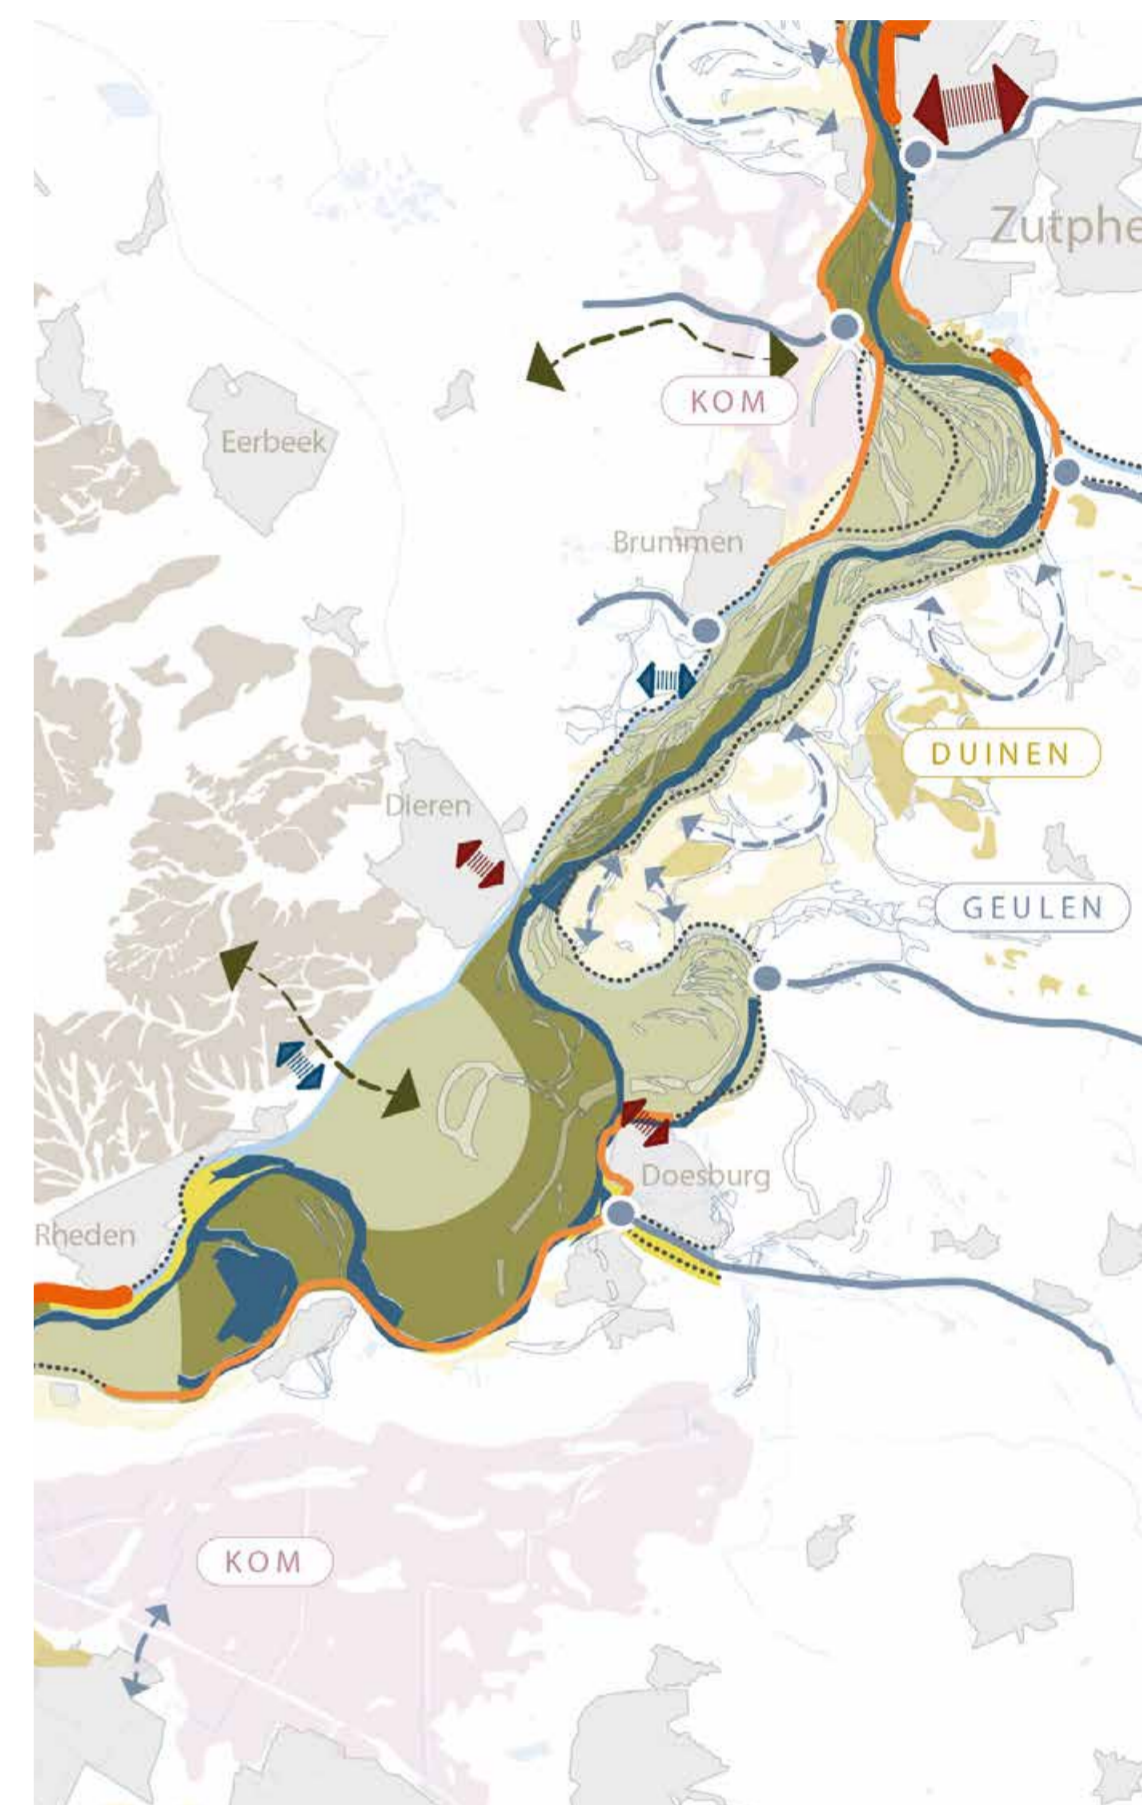 Zutphe
Eerbeek
KOM
Brummen
DUINEN
Dieren
GEULEN
Doesburg
Rheden
KOM